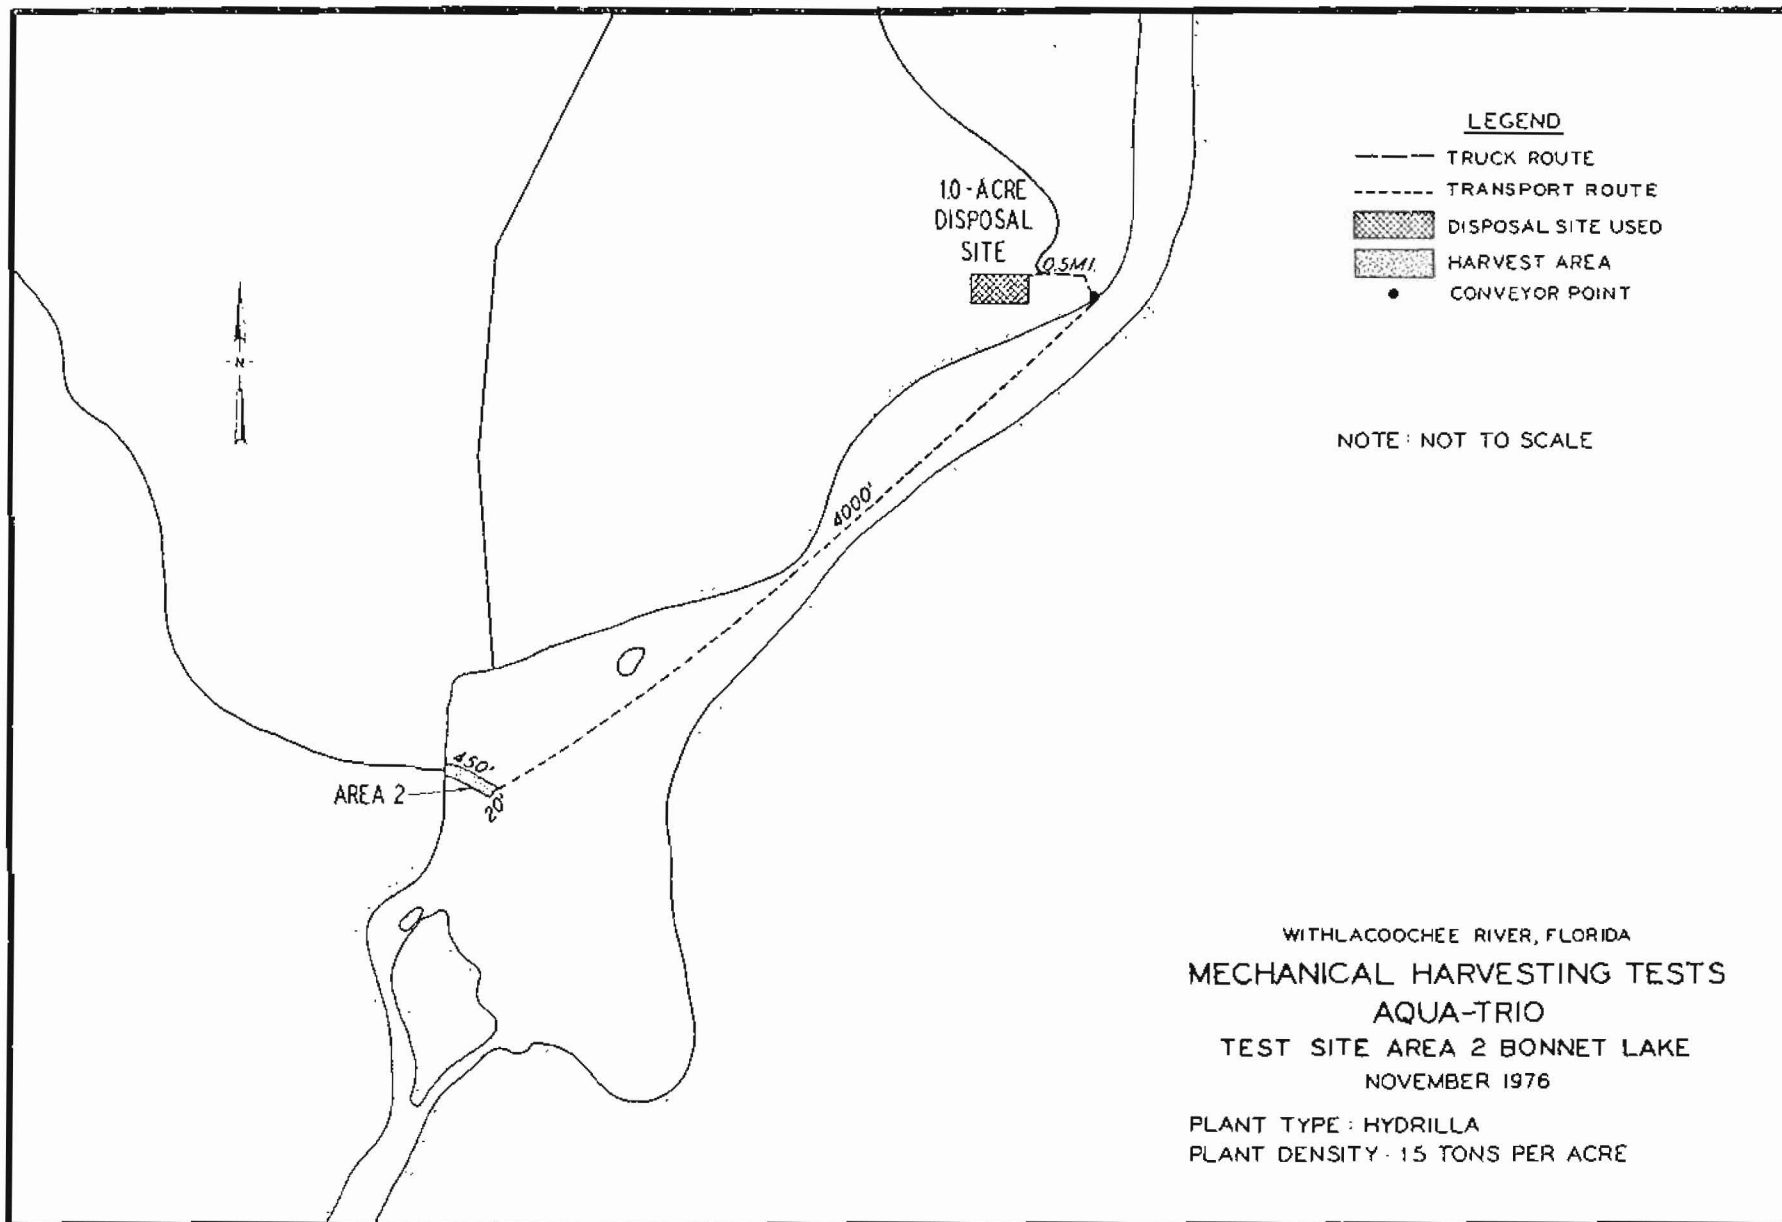 LEGEND
TRUCK ROUTE
TRANSPORT ROUTE
DISPOSAL SITE USED
HARVEST AREA
CONVEYOR POINT
NOTE: NOT TO SCALE
1.0-ACRE
DISPOSAL
SITE
0.5MI.
N
4000'
450'
AREA 2
20'
WITHLACOOCHEE RIVER, FLORIDA
MECHANICAL HARVESTING TESTS
AQUA-TRIO
TEST SITE AREA 2 BONNET LAKE
NOVEMBER 1976
PLANT TYPE: HYDRILLA
PLANT DENSITY: 15 TONS PER ACRE